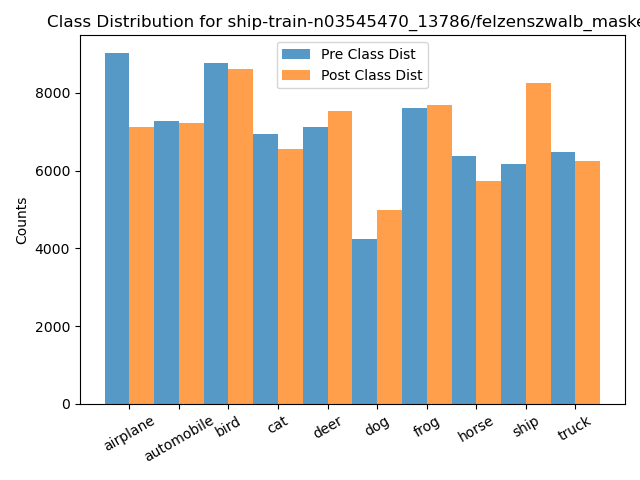 Class Distribution for ship-train-n03545470_13786/felzenszwalb_maske
Pre Class Dist
Post Class Dist
Counts
8000
6000
4000
2000
0
airplane
automobile
bird
cat
deer
dog
frog
horse
ship
truck